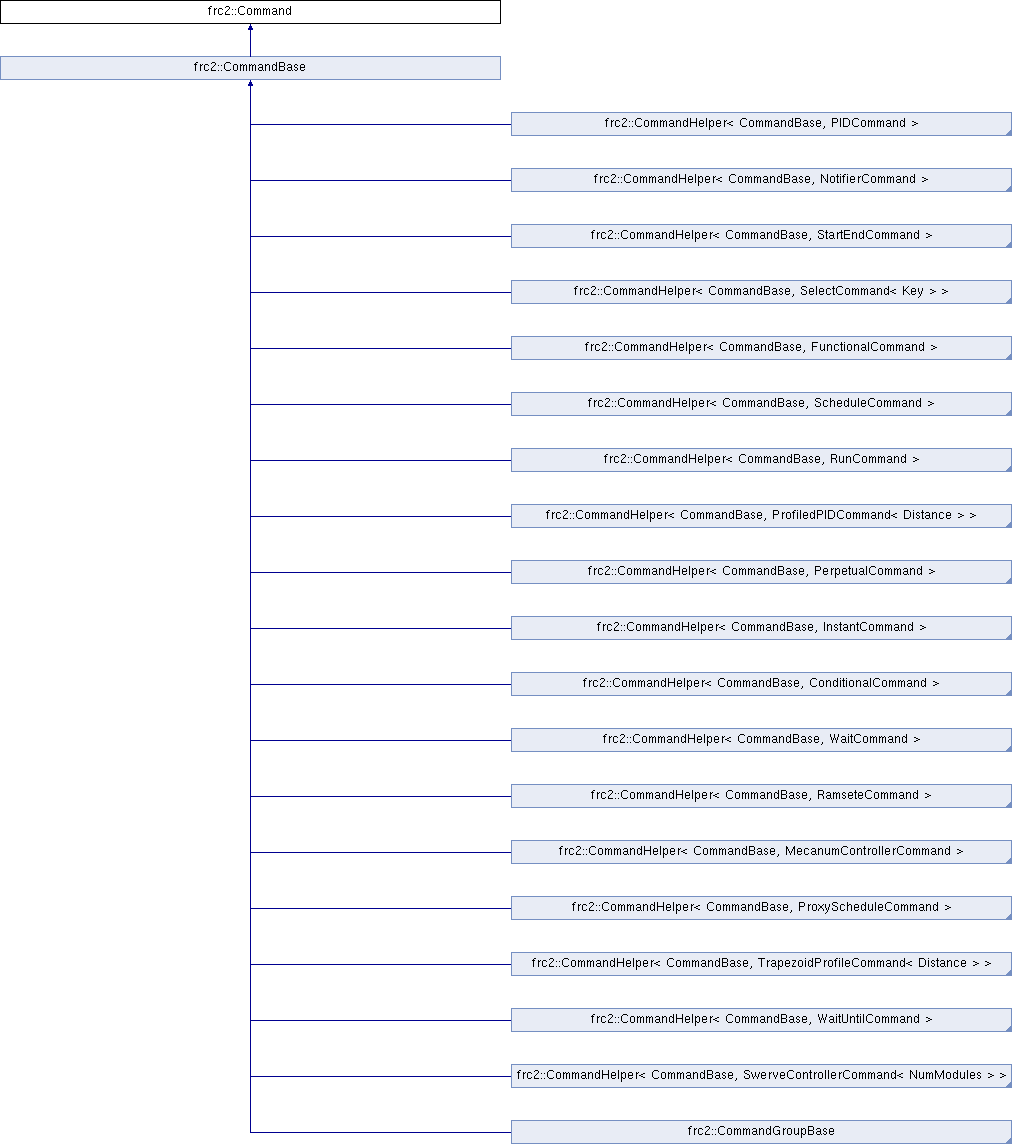 frc2::Command
frc2::CommandBase
frc2::CommandHelper< CommandBase, PIDCommand >
frc2::CommandHelper< CommandBase, NotifierCommand >
frc2::CommandHelper< CommandBase, StartEndCommand >
frc2::CommandHelper< CommandBase, SelectCommand< Key > >
frc2::CommandHelper< CommandBase, FunctionalCommand >
frc2::CommandHelper< CommandBase, ScheduleCommand >
frc2::CommandHelper< CommandBase, RunCommand >
frc2::CommandHelper< CommandBase, ProfiledPIDCommand< Distance > >
frc2::CommandHelper< CommandBase, PerpetualCommand >
frc2::CommandHelper< CommandBase, InstantCommand >
frc2::CommandHelper< CommandBase, ConditionalCommand >
frc2::CommandHelper< CommandBase, WaitCommand >
frc2::CommandHelper< CommandBase, RamseteCommand >
frc2::CommandHelper< CommandBase, MecanumControllerCommand >
frc2::CommandHelper< CommandBase, ProxyScheduleCommand >
frc2::CommandHelper< CommandBase, TrapezoidProfileCommand< Distance > >
frc2::CommandHelper< CommandBase, WaitUntilCommand >
frc2::CommandHelper< CommandBase, SwerveControllerCommand< NumModules > >
frc2::CommandGroupBase